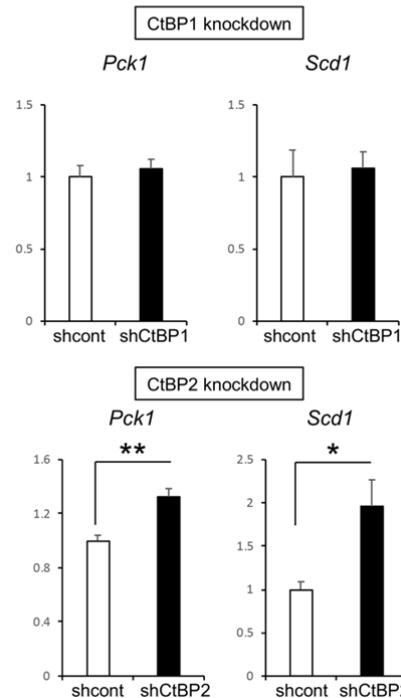 CtBP1 knockdown
Pck1
Scd1
1.5
1
0.5
0
shcont shCtBP1
1.5
1
0.5
0
shcont shCtBP1
CtBP2 knockdown
Pck1
Scd1
1.6
1.2
0.8
0.4
0
**
shcont shCtBP2
2.5
2
1.5
1
0.5
0
*
shcont